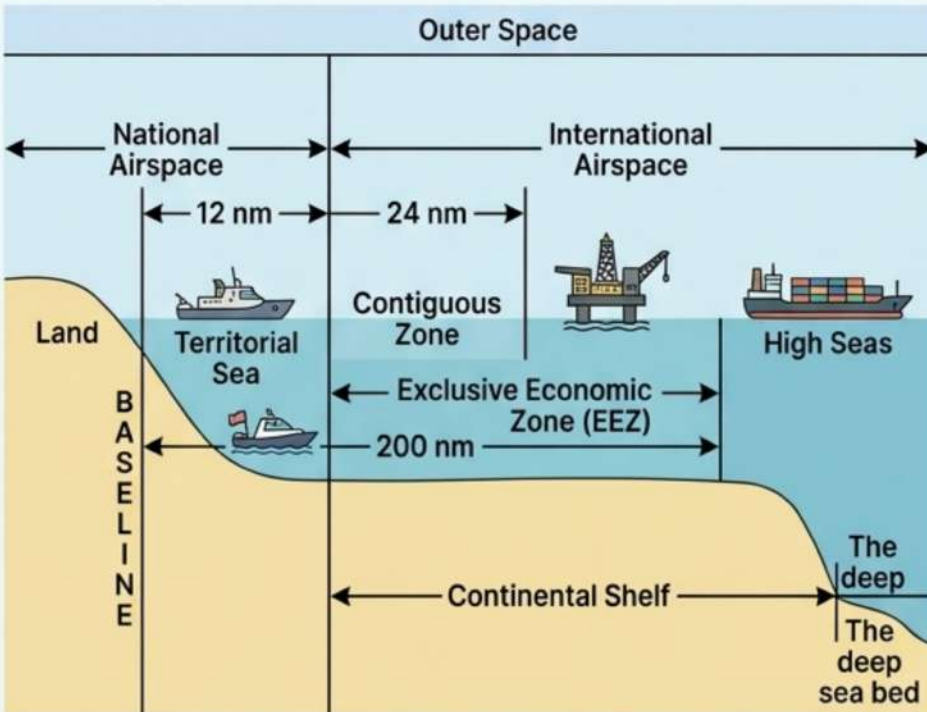 Outer Space
National
Airspace
International
Airspace
12 nm
24 nm
Land
Territorial
Sea
Contiguous
Zone
High Seas
BASELINE
Exclusive Economic
Zone (EEZ)
200 nm
Continental Shelf
The
deep
The
deep
sea bed